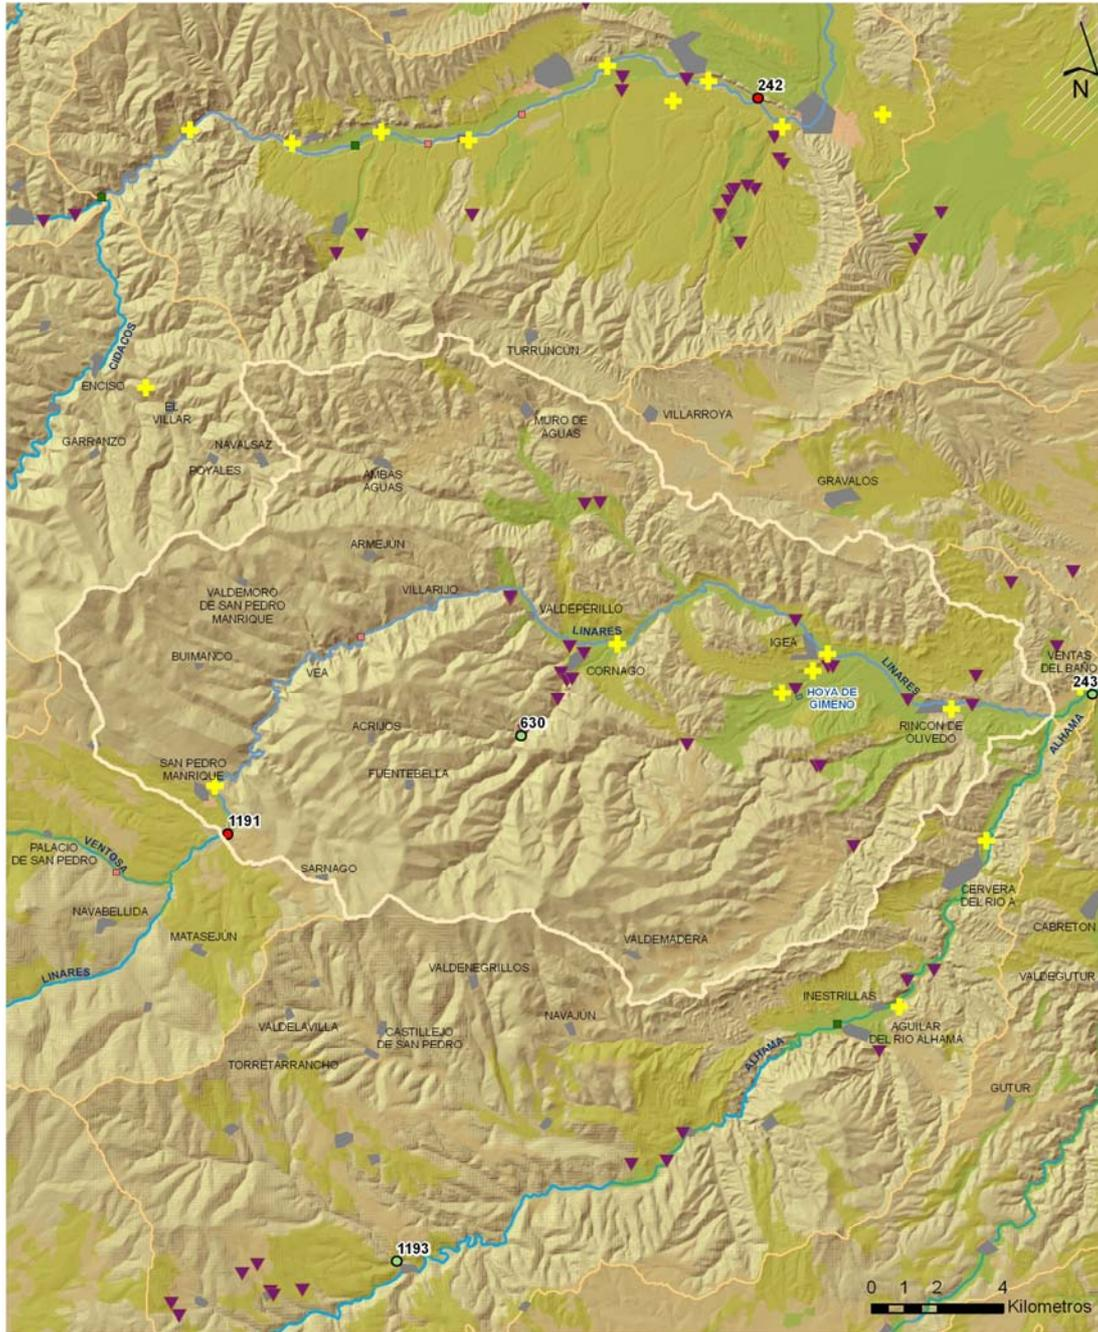 N
242
CIDACOS
TURRUNCÚN
ENCISO
EL
VILLAR
GARRANZO
NAVALSAZ
POYALES
MURO DE
AGUAS
VILLARROYA
AMBAS
AGUAS
GRAVALOS
ARMEJÚN
VALDEMORO
DE SAN PEDRO
MANRIQUE
VILLARIJO
VALDEPERILLO
LINARES
IGEA
BUIMANCO
VEA
CORNAGO
LINARES
VENTAS
DEL BAÑO
243
HOYA DE
GIMENO
RINCON DE
OLIVEDO
ALHAMA
ACRIJOS
630
SAN PEDRO
MANRIQUE
FUENTEBELLA
1191
PALACIO
DE SAN PEDRO
VENTOSA
SARNAGO
CERVERA
DEL RIO A
NAVABELLIDA
MATASEJÚN
CABRETON
VALDEMADERA
LINARES
VALDENEGRILLOS
VALDEGUTUR
INESTRILLAS
VALDELAVILLA
CASTILLEJO
DE SAN PEDRO
NAVAJÚN
AGUILAR
DEL RIO ALHAMA
ALHAMA
TORRETARRANCHO
GUTUR
1193
0 1 2 4
Kilometros